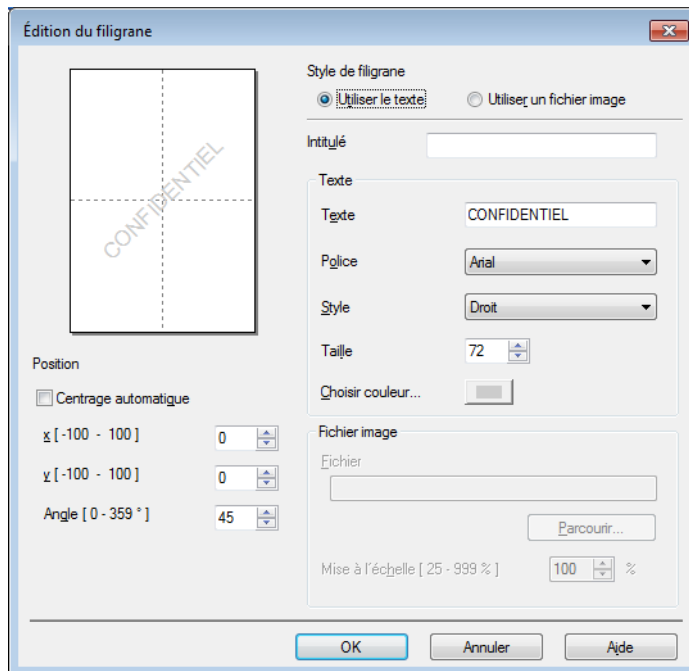 Édition du filigrane
CONFIDENTIEL
Style de filigrane
Utiliser le texte
Utiliser un fichier image
Intitulé
Texte
Texte
CONFIDENTIEL
Police
Arial
Style
Droit
Taille
72
Choisir couleur...
Position
Centrage automatique
x [ -100 - 100 ]
0
y [ -100 - 100 ]
0
Angle [ 0 - 359 ° ]
45
Fichier image
Fichier
Parcourir...
Mise à l'échelle [ 25 - 999 % ]
100
%
OK
Annuler
Aide